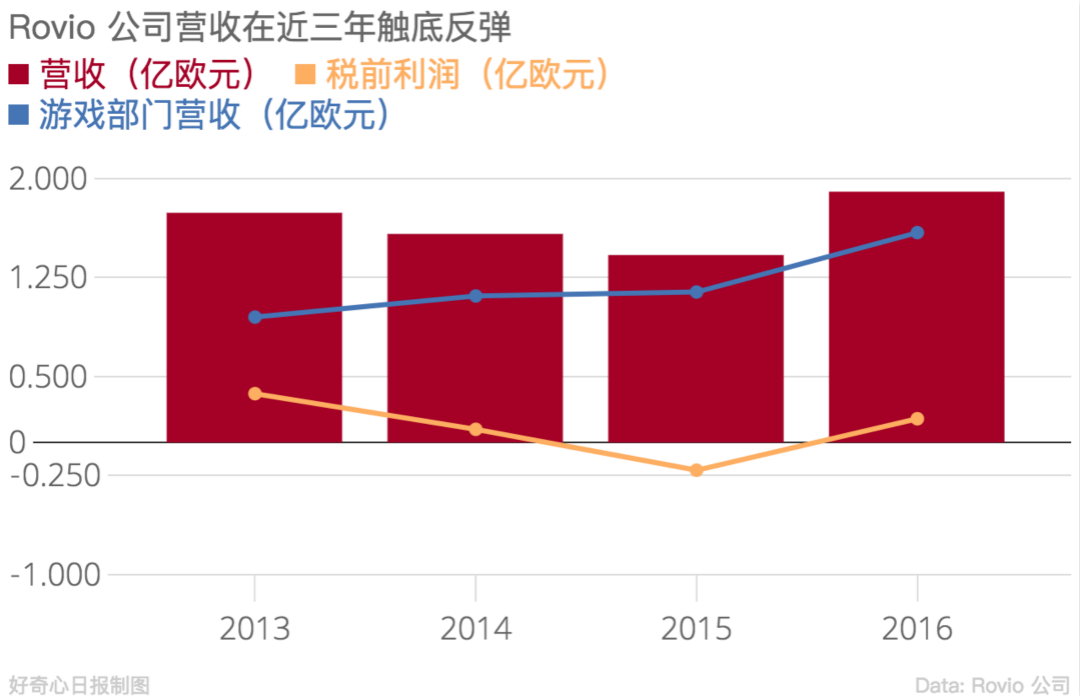 Rovio 公司营收在近三年触底反弹
营收（亿欧元） 税前利润（亿欧元）
游戏部门营收（亿欧元）
2.000
1.250
0.500
0
-0.250
-1.000
2013 2014 2015 2016
好奇心日报制图 Data: Rovio 公司